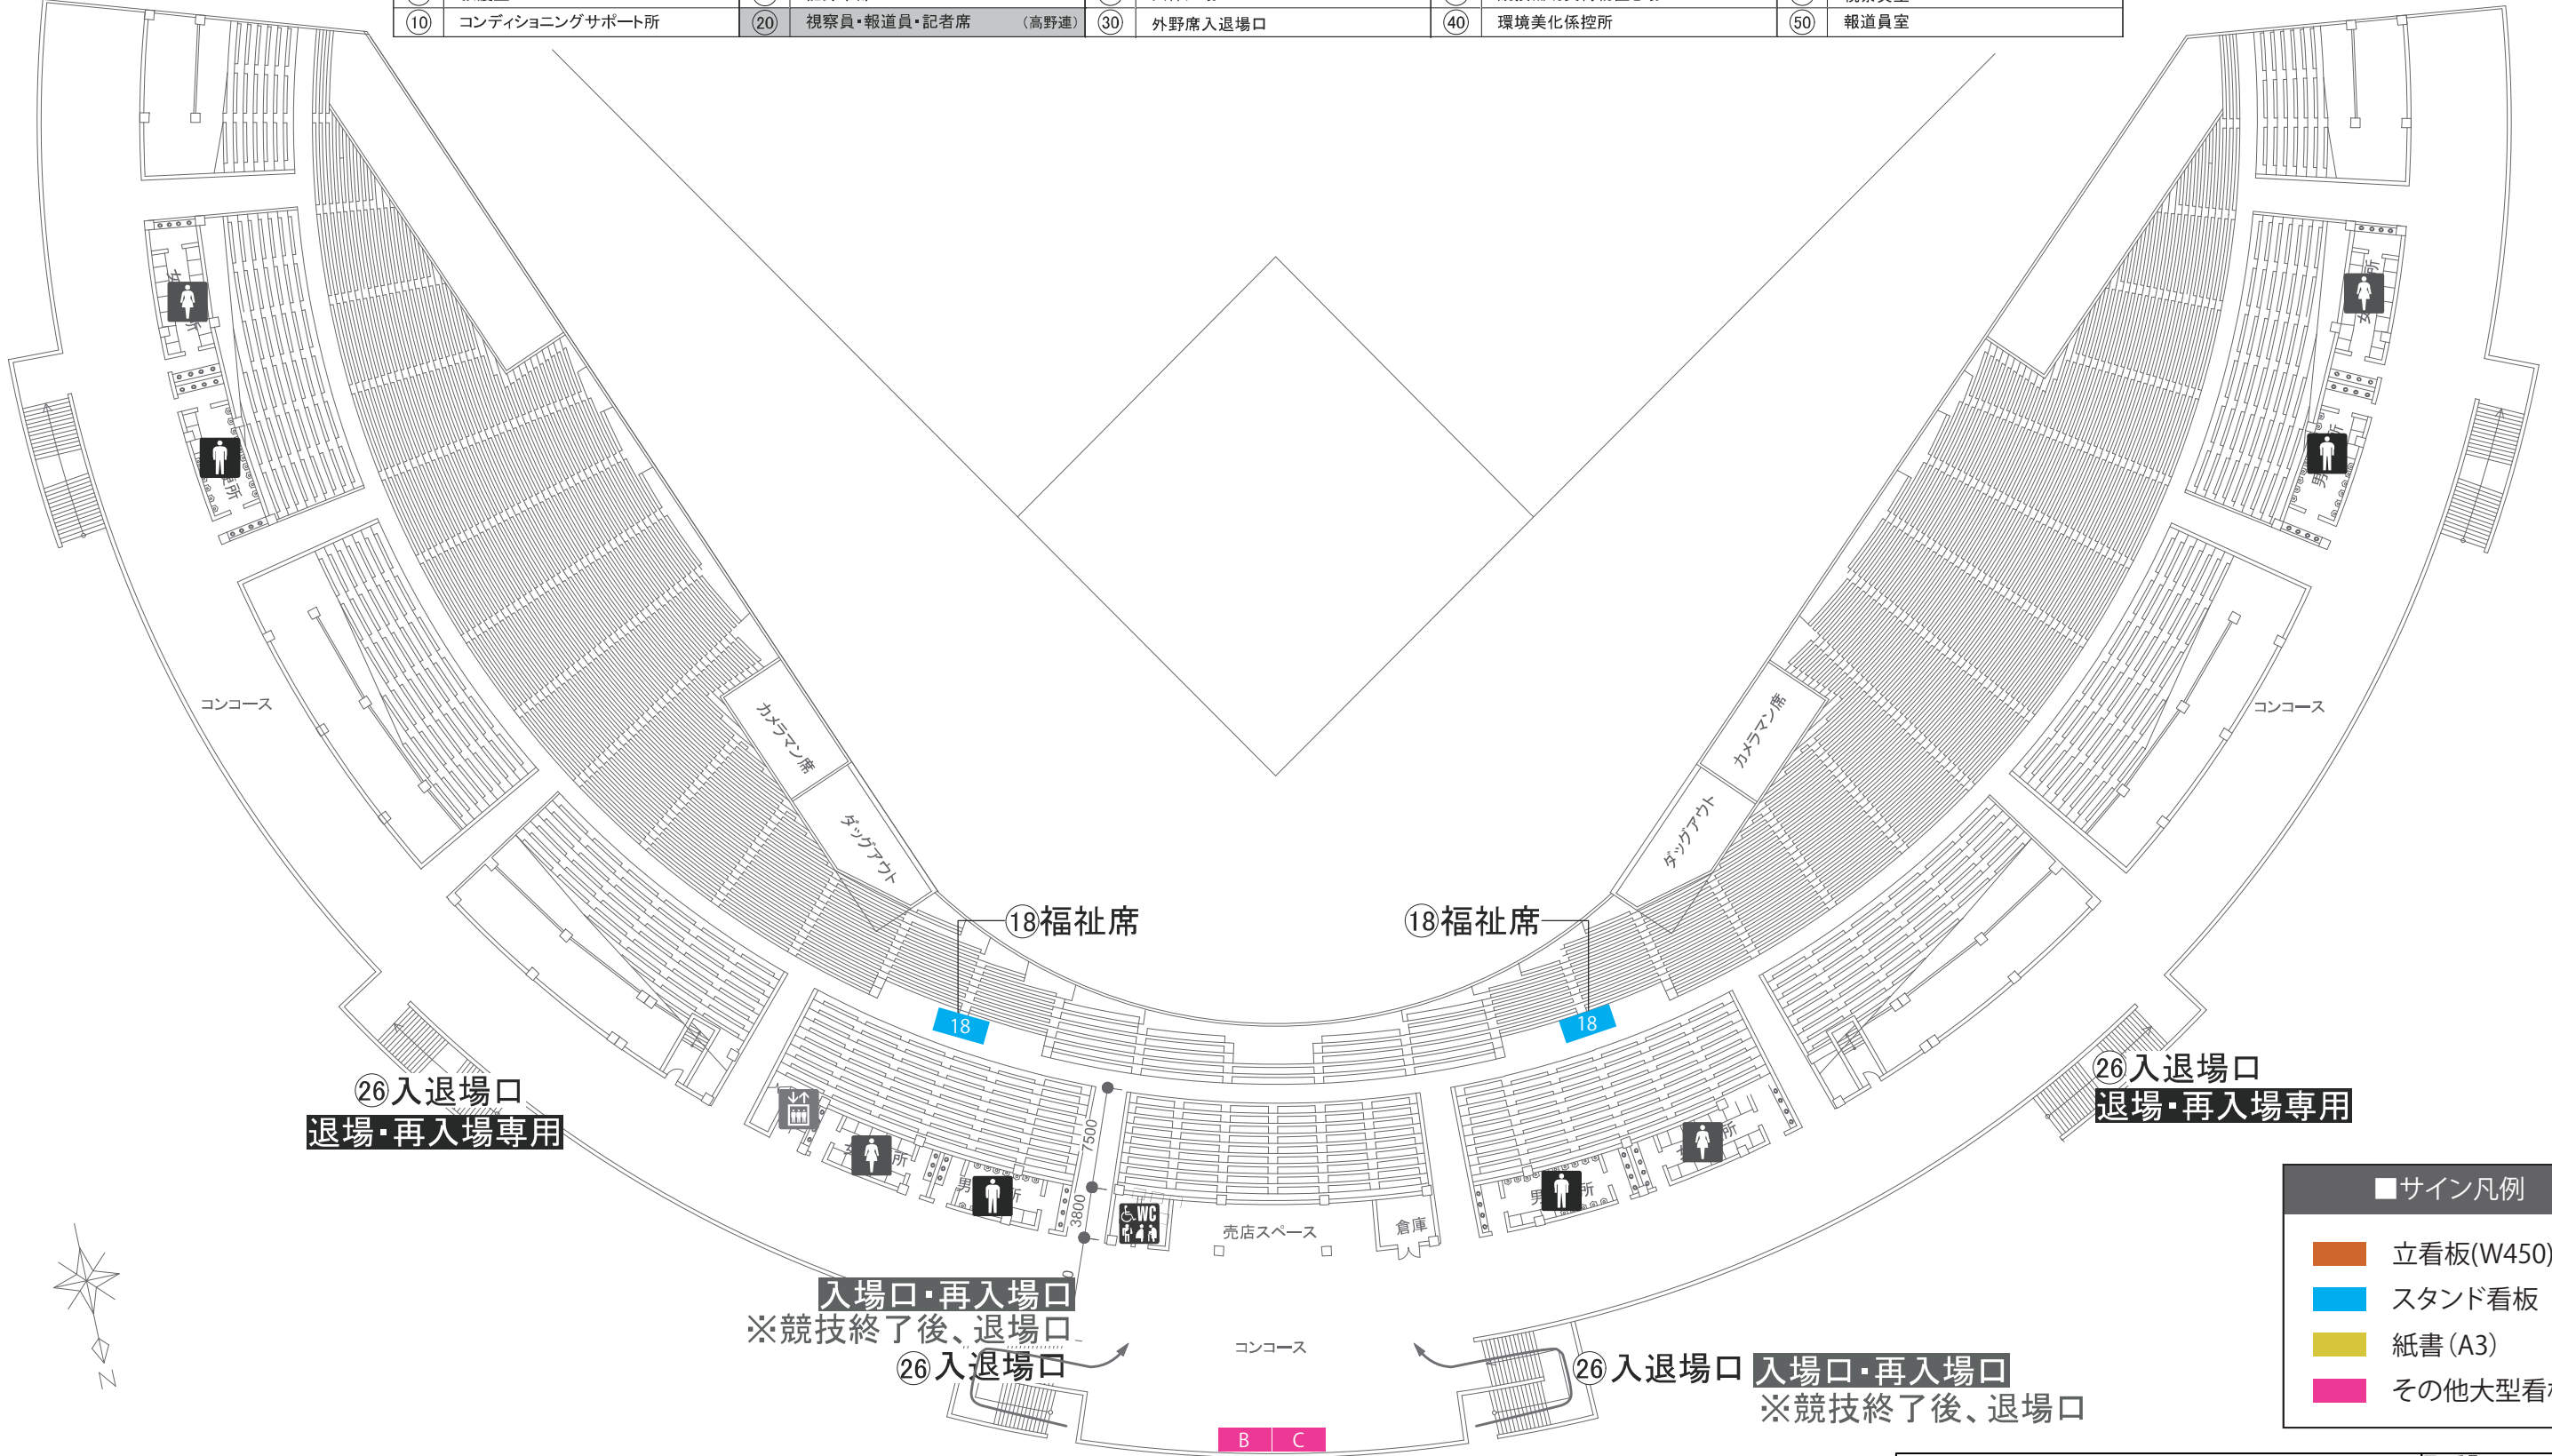 ⑩ コンディショニングサポート所 ⑳ 視察員・報道員・記者席 （高野連） ㉚ 外野席入退場口 ㊵ 環境美化係控所 ㊿ 報道員室
コンコース
コンコース
カメラマン席
カメラマン席
ダッグアウト
ダッグアウト
⑱福祉席
⑱福祉席
18
18
㉖入退場口
退場・再入場専用
㉖入退場口
退場・再入場専用
7500
3800
WC
売店スペース
倉庫
入場口・再入場口
※競技終了後、退場口
㉖入退場口
コンコース
㉖入退場口 入場口・再入場口
※競技終了後、退場口
B C
N
■サイン凡例
立看板(W450)
スタンド看板
紙書（A3）
その他大型看